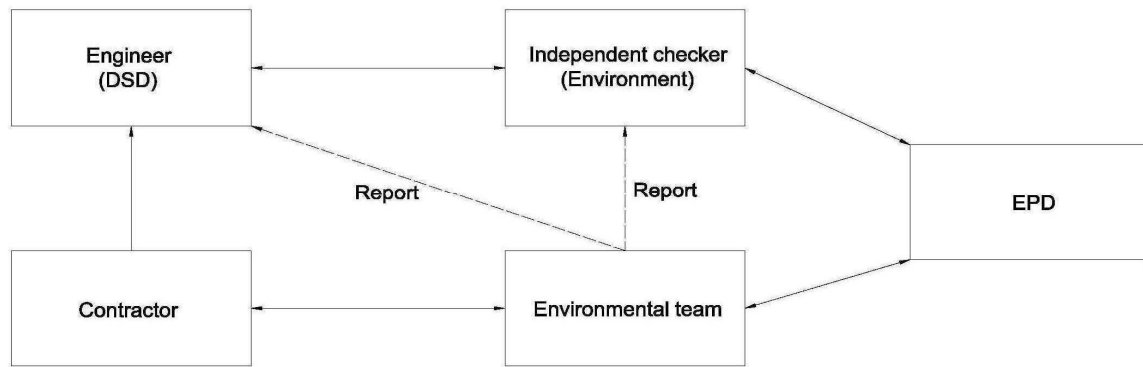 Engineer
(DSD)
Independent checker
(Environment)
Report
Report
EPD
Contractor
Environmental team